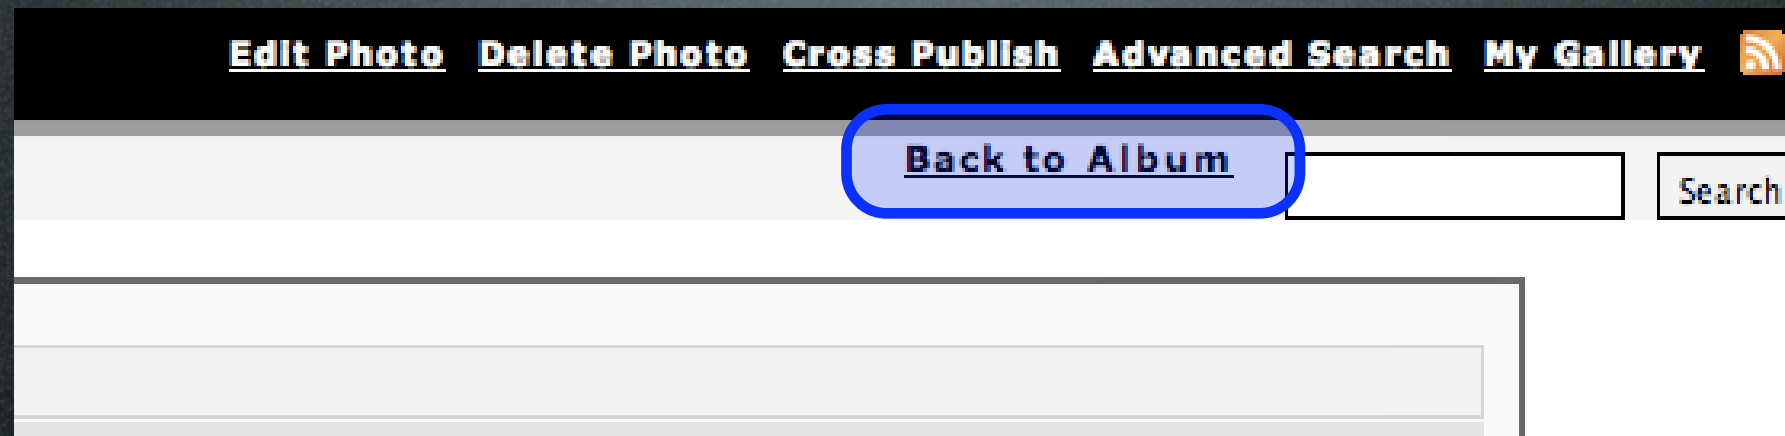 Edit Photo Delete Photo Cross Publish Advanced Search My Gallery
Back to Album
Search